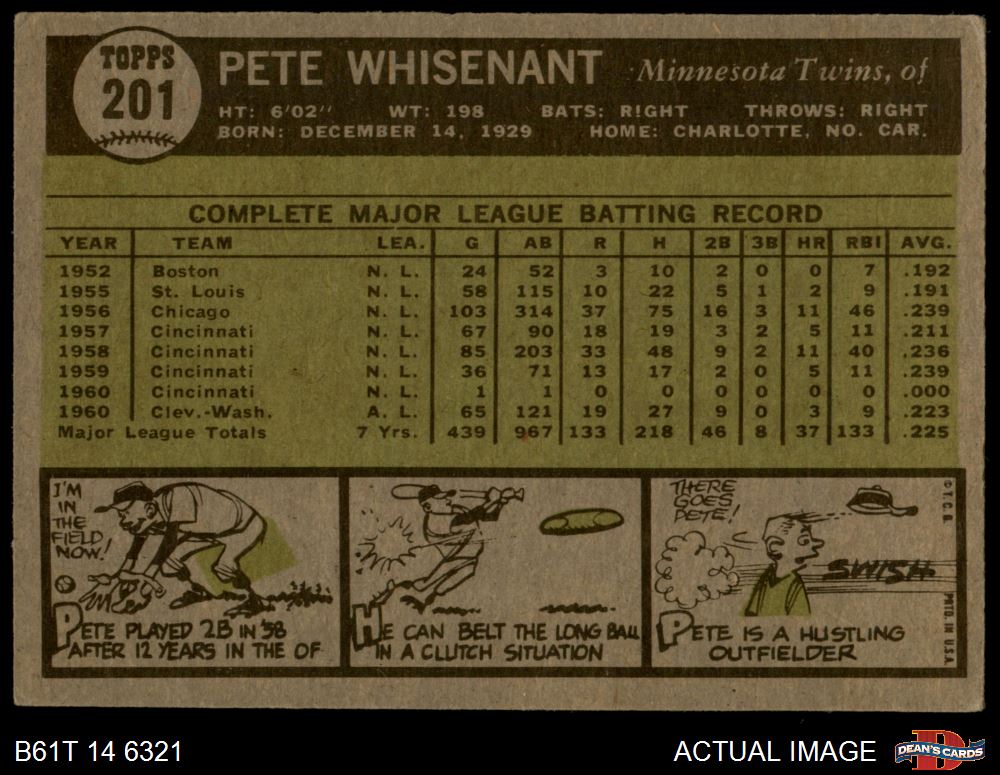 TOPPS
201
PETE WHISENANT Minnesota Twins, of
HT: 6'02'' WT: 198 BATS: RIGHT THROWS: RIGHT
BORN: DECEMBER 14, 1929 HOME: CHARLOTTE, NO. CAR.
COMPLETE MAJOR LEAGUE BATTING RECORD
YEAR TEAM LEA. G AB R H 2B 3B HR RBI AVG.
1952 Boston N. L. 24 52 3 10 2 0 0 7 .192
1955 St. Louis N. L. 58 115 10 22 5 1 2 9 .191
1956 Chicago N. L. 103 314 37 75 16 3 11 46 .239
1957 Cincinnati N. L. 67 90 18 19 3 2 5 11 .211
1958 Cincinnati N. L. 85 203 33 48 9 2 11 40 .236
1959 Cincinnati N. L. 36 71 13 17 2 0 5 11 .239
1960 Cincinnati N. L. 1 1 0 0 0 0 0 0 .000
1960 Clev.-Wash. A. L. 65 121 19 27 9 0 3 9 .223
Major League Totals 7 Yrs. 439 967 133 218 46 8 37 133 .225
I'M
IN
THE
FIELD
NOW!
PETE PLAYED 2B IN '58
AFTER 12 YEARS IN THE OF
HE CAN BELT THE LONG BALL
IN A CLUTCH SITUATION
THERE
GOES
PETE!
SWISH
PETE IS A HUSTLING
OUTFIELDER
© T. C. G.
PRTD. IN U.S.A.
B61T 14 6321
ACTUAL IMAGE
DEAN'S CARDS